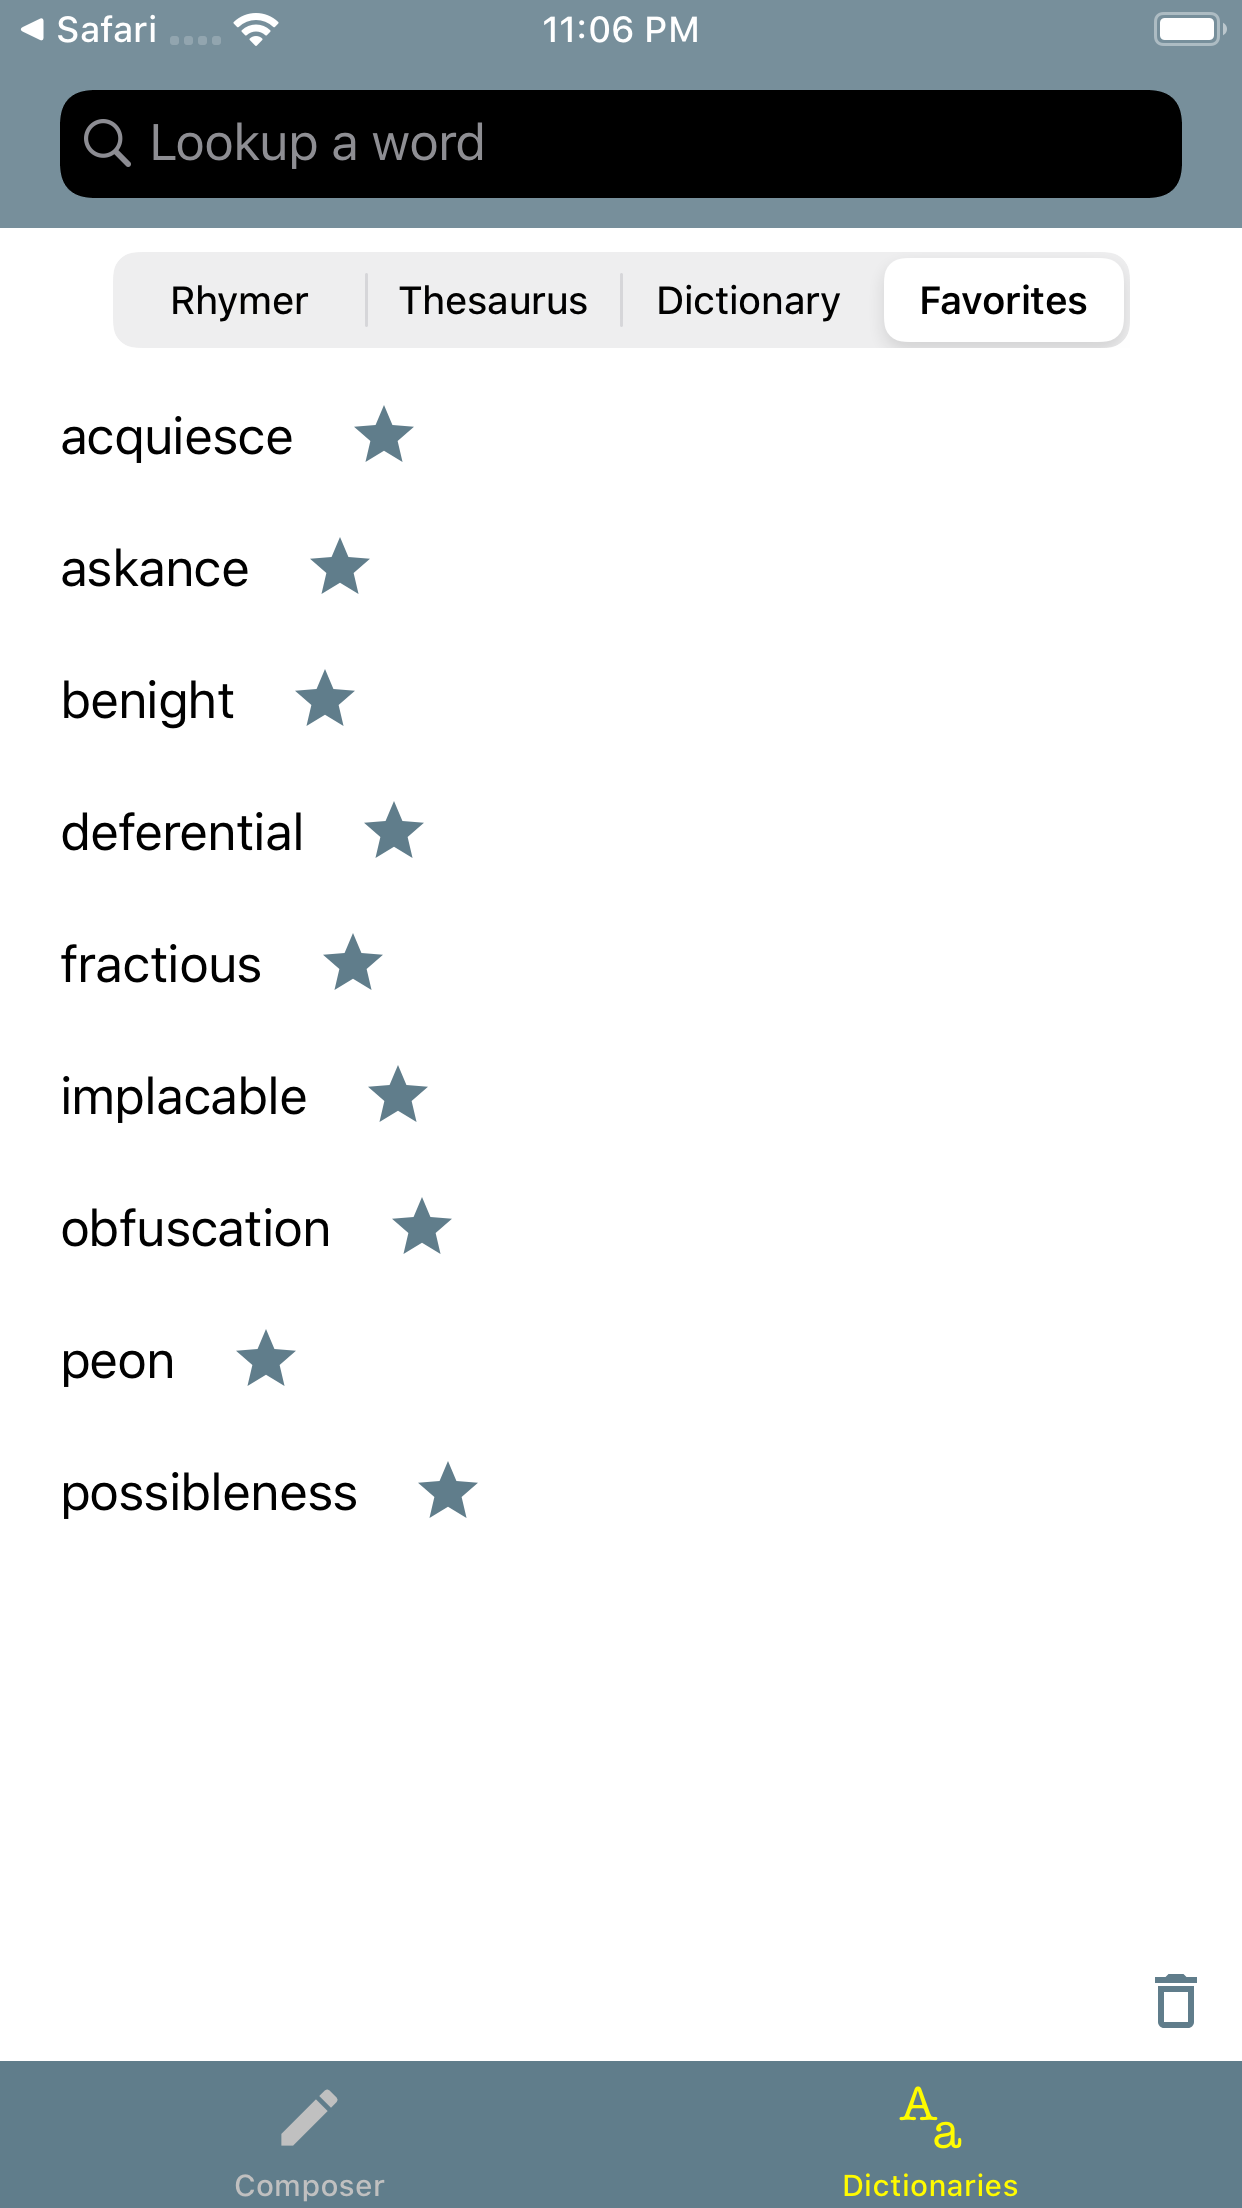 Safari 11:06 PM
Lookup a word
Rhymer Thesaurus Dictionary Favorites
acquiesce
askance
benight
deferential
fractious
implacable
obfuscation
peon
possibleness
Aa
Composer Dictionaries